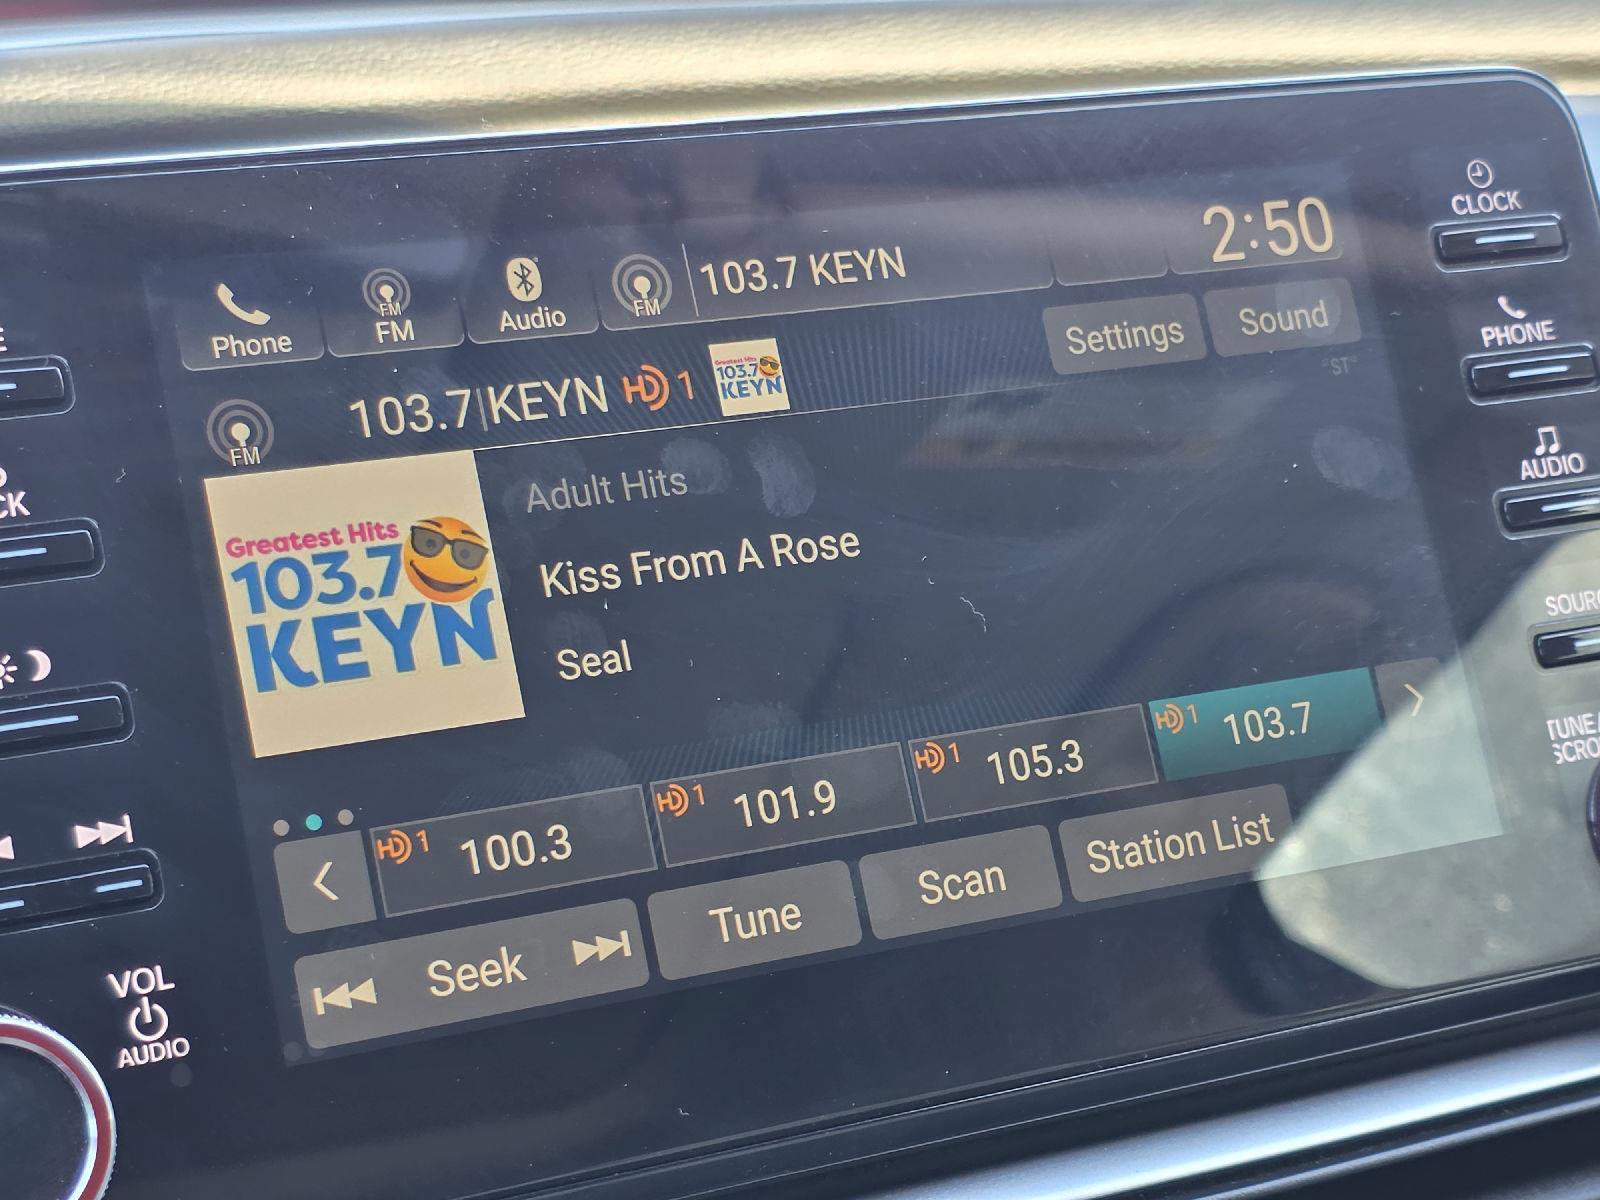 2:50
CLOCK
Phone
FM
FM
Audio
FM
103.7 KEYN
PHONE
Settings
Sound
FM
103.7|KEYN HD 1
Greatest Hits
103.7
KEYN
"ST"
Adult Hits
AUDIO
Greatest Hits
103.7
KEYN
Kiss From A Rose
Seal
HD 1 100.3
HD 1 101.9
HD 1 105.3
HD 1 103.7
Seek
Tune
Scan
Station List
VOL
AUDIO